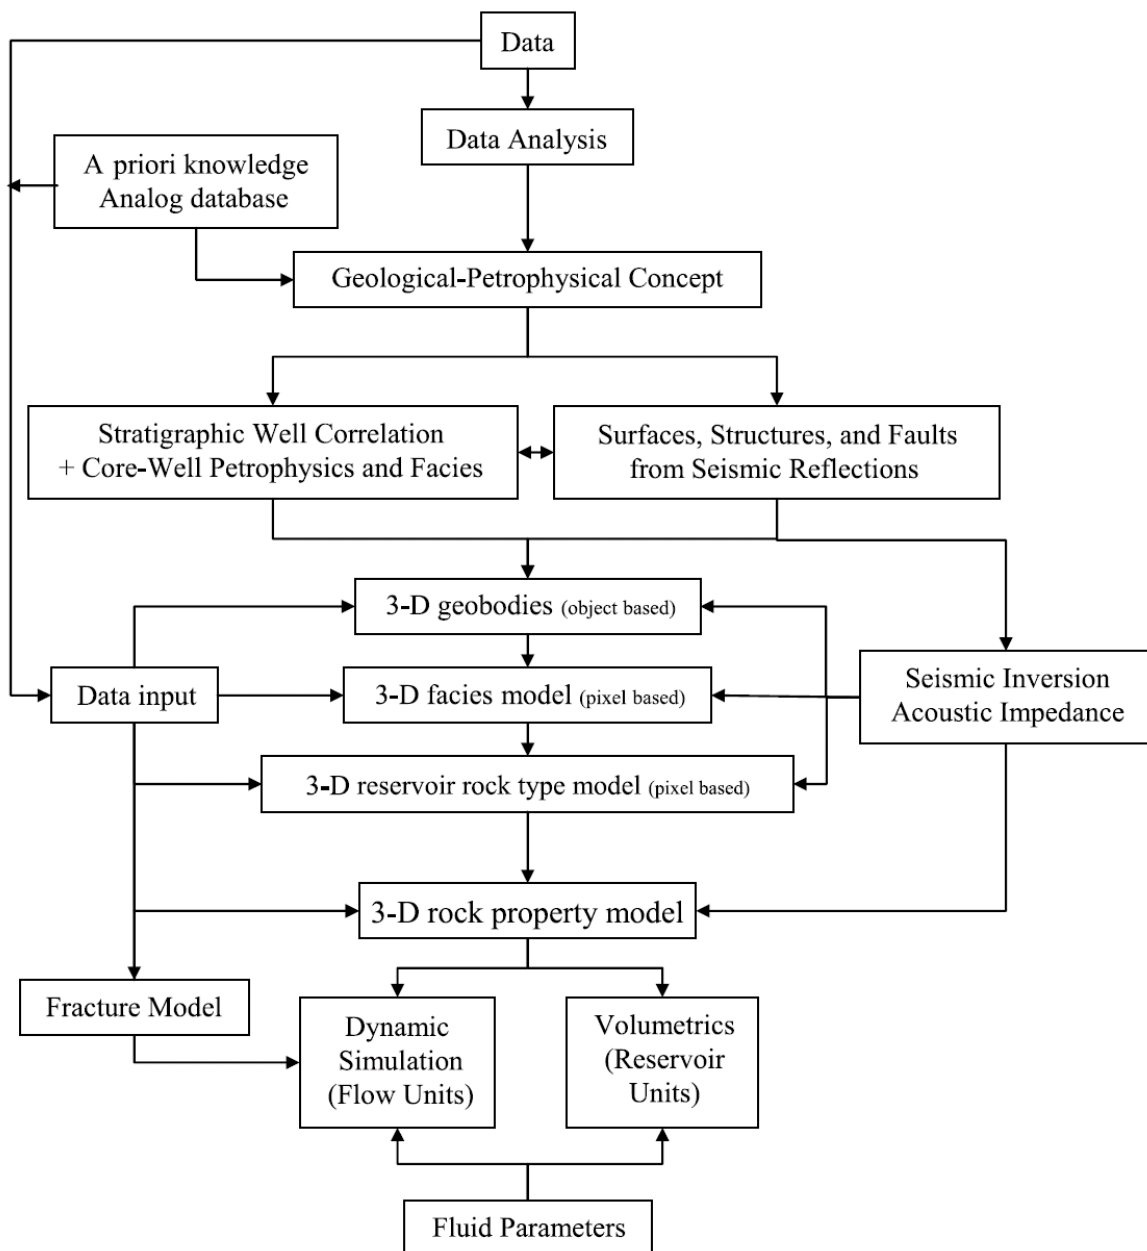 Data
Data Analysis
A priori knowledge
Analog database
Geological-Petrophysical Concept
Stratigraphic Well Correlation
+ Core-Well Petrophysics and Facies
Surfaces, Structures, and Faults
from Seismic Reflections
3-D geobodies (object based)
Data input
3-D facies model (pixel based)
Seismic Inversion
Acoustic Impedance
3-D reservoir rock type model (pixel based)
3-D rock property model
Fracture Model
Dynamic
Simulation
(Flow Units)
Volumetrics
(Reservoir
Units)
Fluid Parameters